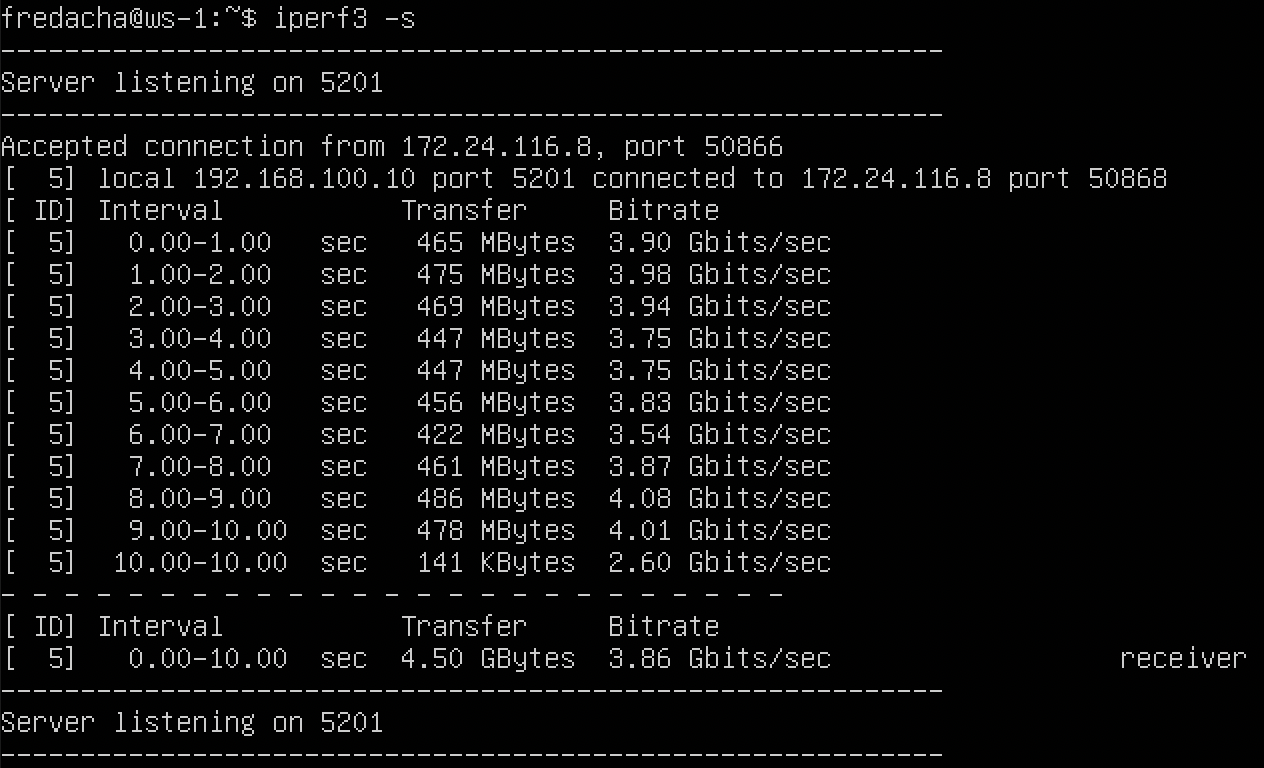 fredacha@ws-1:~$ iperf3 -s
-----------------------------------------------------------
Server listening on 5201
-----------------------------------------------------------
Accepted connection from 172.24.116.8, port 50866
[  5] local 192.168.100.10 port 5201 connected to 172.24.116.8 port 50868
[ ID] Interval           Transfer     Bitrate
[  5]   0.00-1.00   sec   465 MBytes  3.90 Gbits/sec
[  5]   1.00-2.00   sec   475 MBytes  3.98 Gbits/sec
[  5]   2.00-3.00   sec   469 MBytes  3.94 Gbits/sec
[  5]   3.00-4.00   sec   447 MBytes  3.75 Gbits/sec
[  5]   4.00-5.00   sec   447 MBytes  3.75 Gbits/sec
[  5]   5.00-6.00   sec   456 MBytes  3.83 Gbits/sec
[  5]   6.00-7.00   sec   422 MBytes  3.54 Gbits/sec
[  5]   7.00-8.00   sec   461 MBytes  3.87 Gbits/sec
[  5]   8.00-9.00   sec   486 MBytes  4.08 Gbits/sec
[  5]   9.00-10.00  sec   478 MBytes  4.01 Gbits/sec
[  5]  10.00-10.00  sec   141 KBytes  2.60 Gbits/sec
- - - - - - - - - - - - - - - - - - - - - - - - -
[ ID] Interval           Transfer     Bitrate
[  5]   0.00-10.00  sec  4.50 GBytes  3.86 Gbits/sec                  receiver
-----------------------------------------------------------
Server listening on 5201
-----------------------------------------------------------